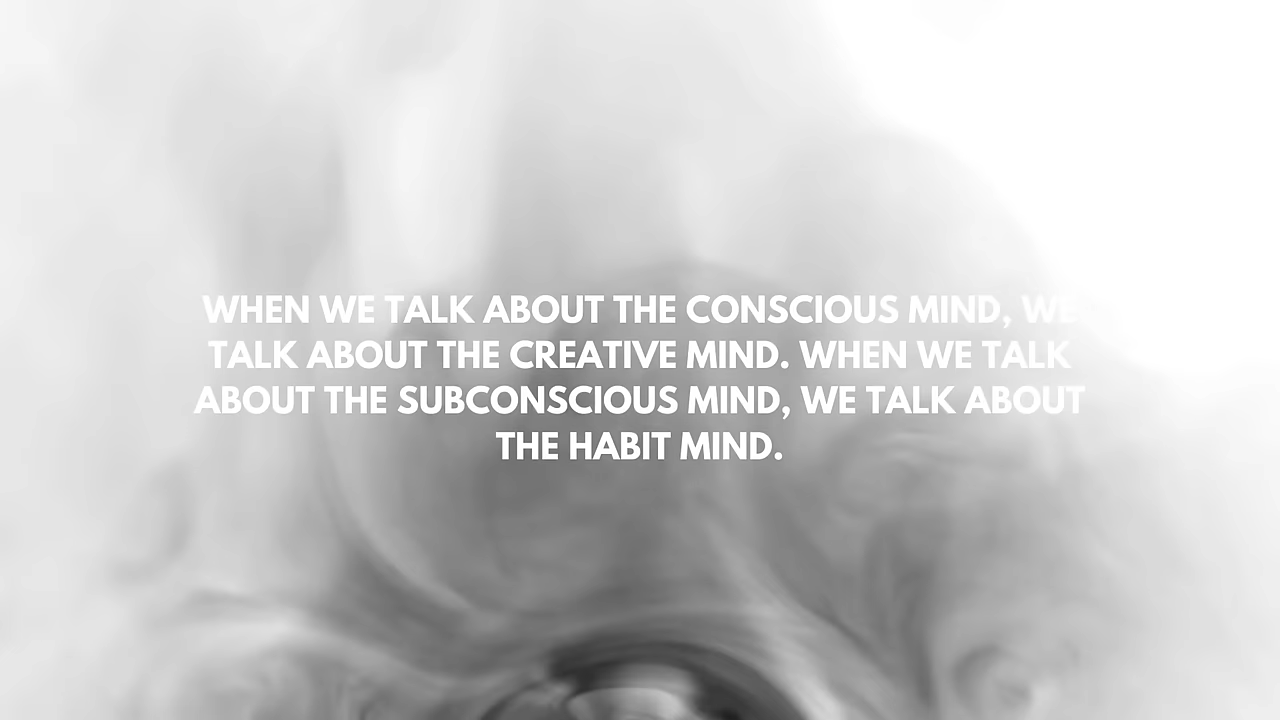 WHEN WE TALK ABOUT THE CONSCIOUS MIND, WE
TALK ABOUT THE CREATIVE MIND. WHEN WE TALK
ABOUT THE SUBCONSCIOUS MIND, WE TALK ABOUT
THE HABIT MIND.